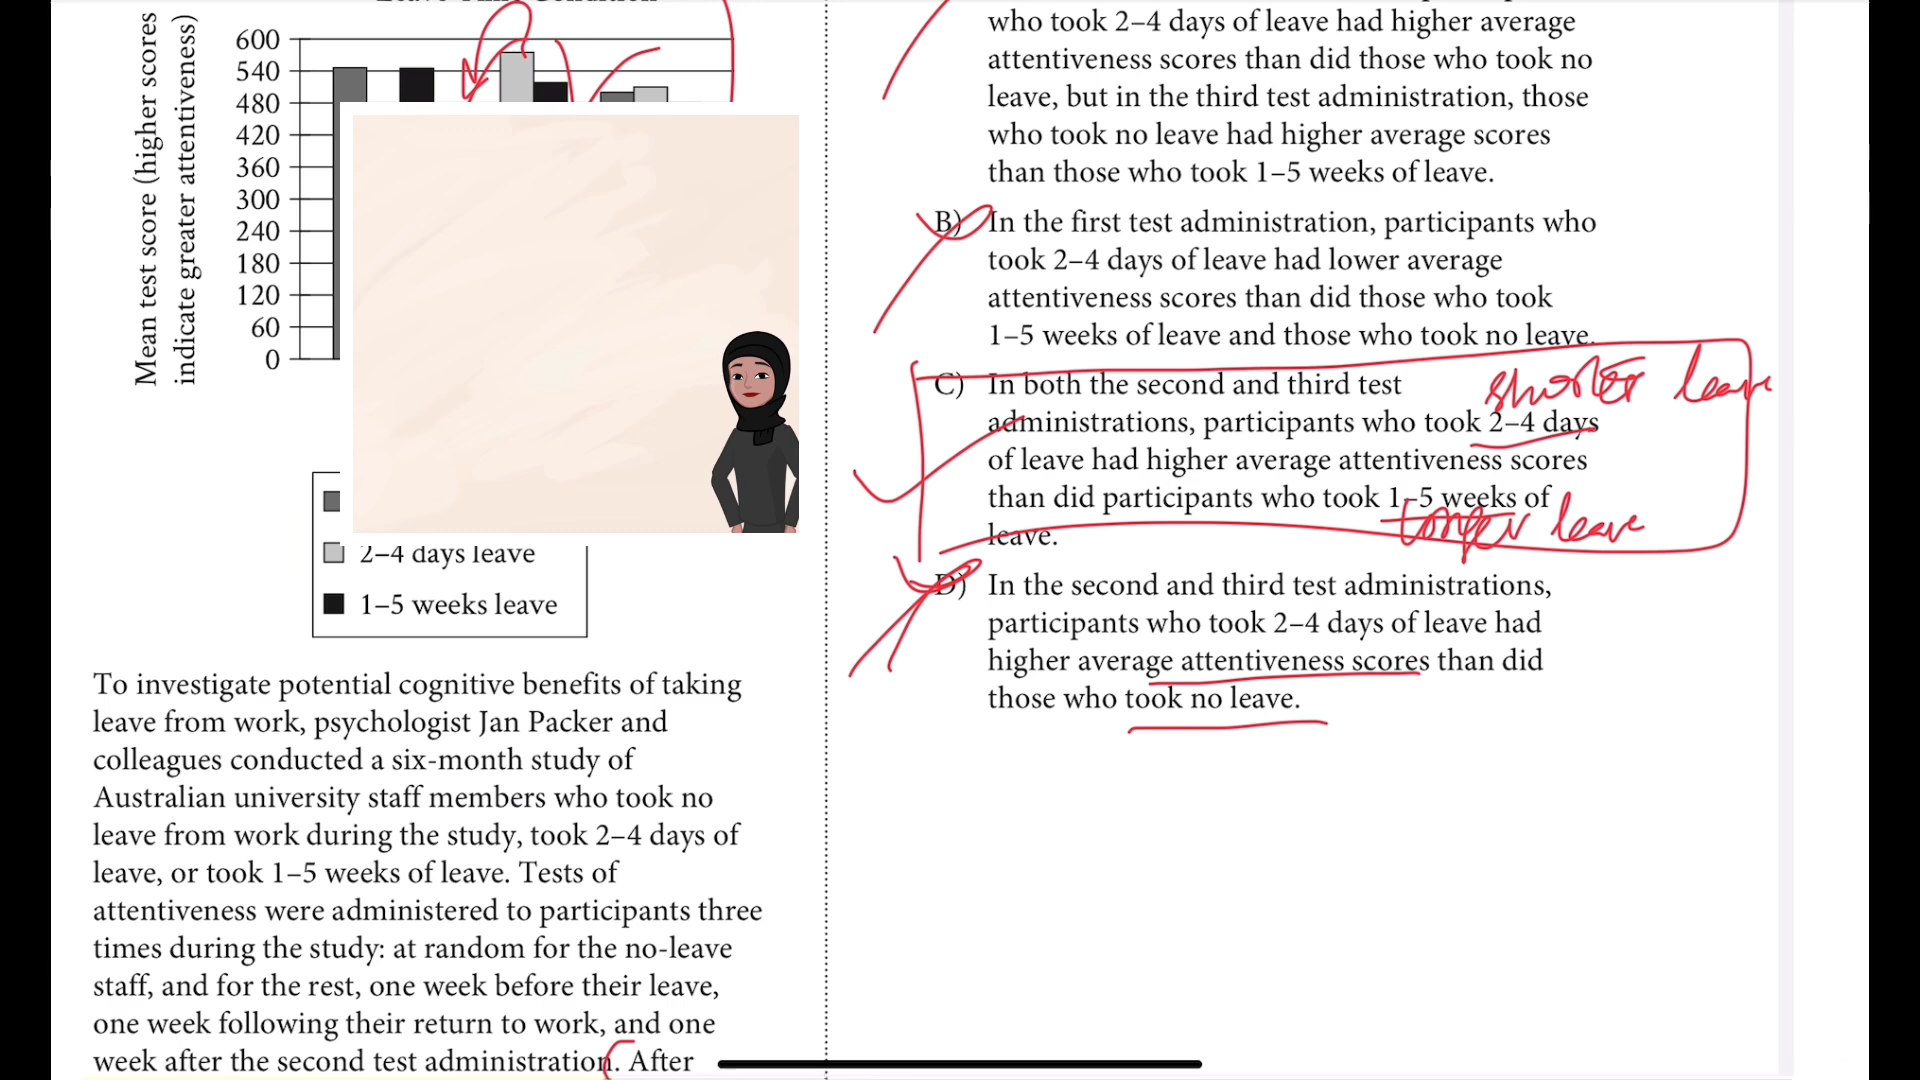 Mean test score (higher scores
indicate greater attentiveness)
600
540
480
420
360
300
240
180
120
60
0
2–4 days leave
1–5 weeks leave
To investigate potential cognitive benefits of taking
leave from work, psychologist Jan Packer and
colleagues conducted a six-month study of
Australian university staff members who took no
leave from work during the study, took 2–4 days of
leave, or took 1–5 weeks of leave. Tests of
attentiveness were administered to participants three
times during the study: at random for the no-leave
staff, and for the rest, one week before their leave,
one week following their return to work, and one
week after the second test administration. After
who took 2–4 days of leave had higher average
attentiveness scores than did those who took no
leave, but in the third test administration, those
who took no leave had higher average scores
than those who took 1–5 weeks of leave.
B) In the first test administration, participants who
took 2–4 days of leave had lower average
attentiveness scores than did those who took
1–5 weeks of leave and those who took no leave.
C) In both the second and third test
shorter leave
administrations, participants who took 2–4 days
of leave had higher average attentiveness scores
than did participants who took 1–5 weeks of
longer leave
leave.
D) In the second and third test administrations,
participants who took 2–4 days of leave had
higher average attentiveness scores than did
those who took no leave.